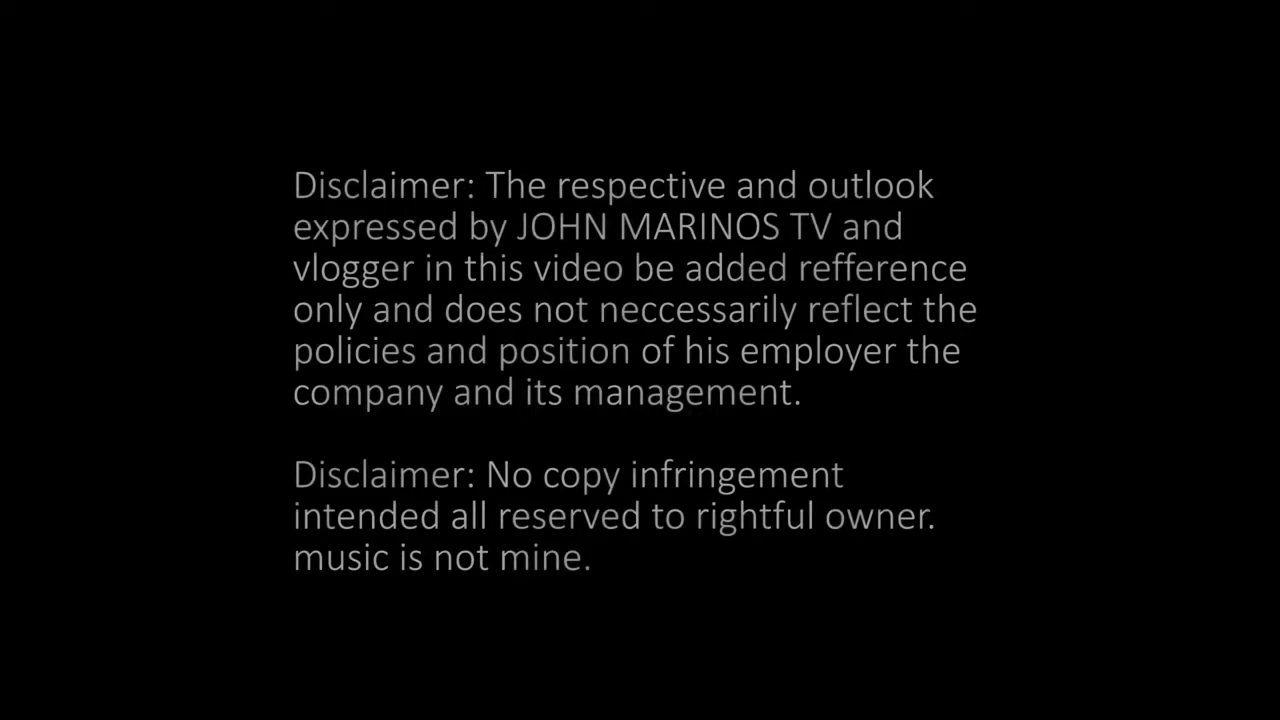 Disclaimer: The respective and outlook
expressed by JOHN MARINOS TV and
vlogger in this video be added refference
only and does not neccessarily reflect the
policies and position of his employer the
company and its management.
Disclaimer: No copy infringement
intended all reserved to rightful owner.
music is not mine.